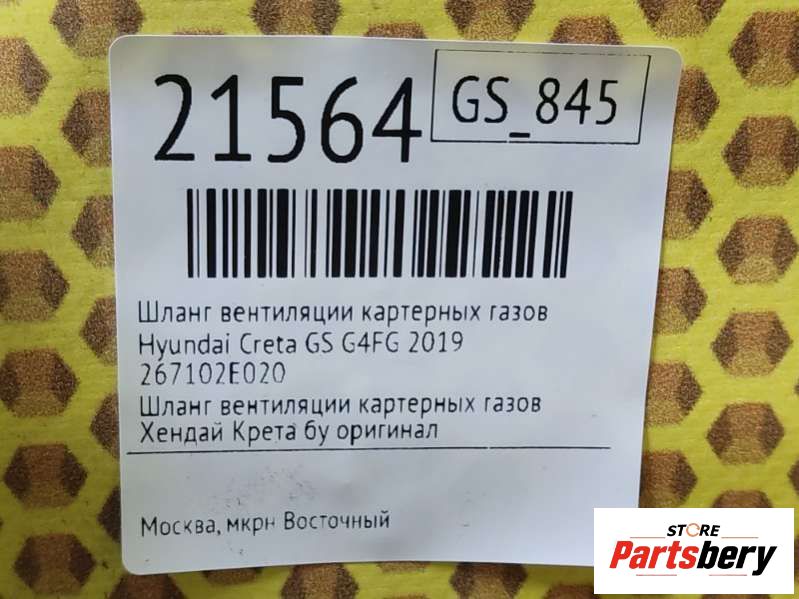 21564
GS_845
Шланг вентиляции картерных газов
Hyundai Creta GS G4FG 2019
267102E020
Шланг вентиляции картерных газов
Хендай Крета бу оригинал
Москва, мкрн Восточный
STORE
Partsbery